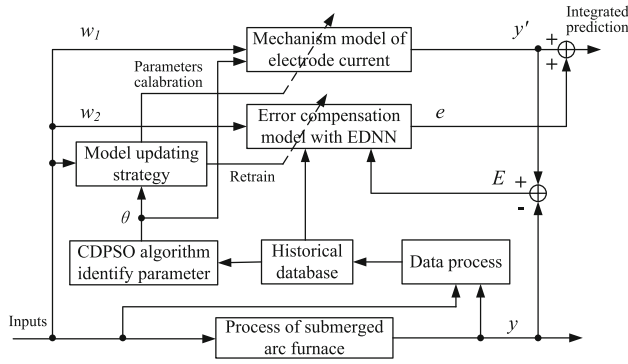 Integrated
prediction
w1
Mechanism model of
electrode current
y'
+
+
Parameters
calabration
w2
Error compensation
model with EDNN
e
Model updating
strategy
Retrain
E
+
-
θ
CDPSO algorithm
identify parameter
Historical
database
Data process
Inputs
Process of submerged
arc furnace
y